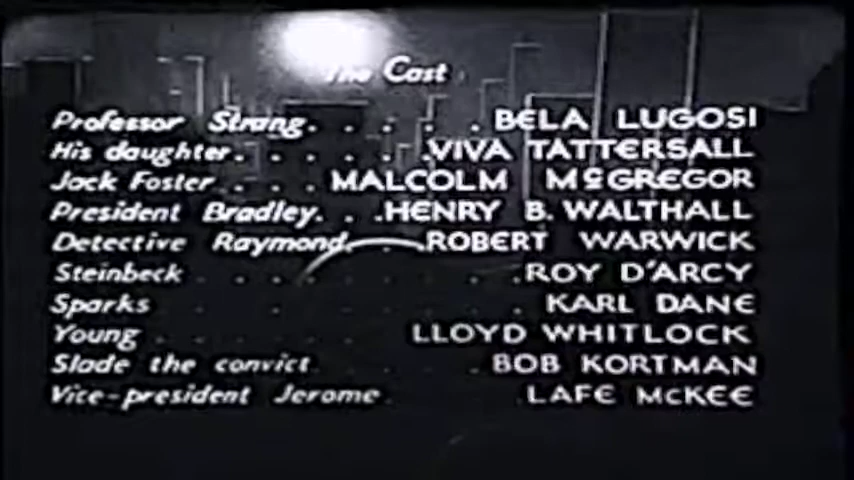 The Cast
Professor Strang. . . . . . BELA LUGOSI
His daughter. . . . . . .VIVA TATTERSALL
Jack Foster . . . MALCOLM McGREGOR
President Bradley. . .HENRY B. WALTHALL
Detective Raymond. . .ROBERT WARWICK
Steinbeck . . . . . . . . .ROY D'ARCY
Sparks . . . . . . . . KARL DANE
Young . . . . . . . LLOYD WHITLOCK
Slade the convict . . . . .BOB KORTMAN
Vice-president Jerome . . . .LAFE McKEE